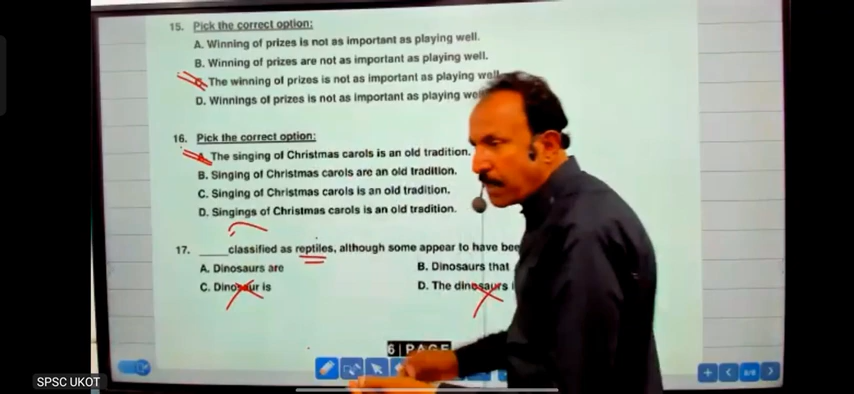 15. Pick the correct option:
A. Winning of prizes is not as important as playing well.
B. Winning of prizes are not as important as playing well.
The winning of prizes is not as important as playing well
D. Winnings of prizes is not as important as playing
16. Pick the correct option:
A. The singing of Christmas carols is an old tradition.
B. Singing of Christmas carols are an old tradition.
C. Singing of Christmas carols is an old tradition.
D. Singings of Christmas carols is an old tradition.
17. ____classified as reptiles, although some appear to have
A. Dinosaurs are B. Dinosaurs that
C. Dinosaur is D. The dinosaurs
6 | PAGE
SPSC UKOT